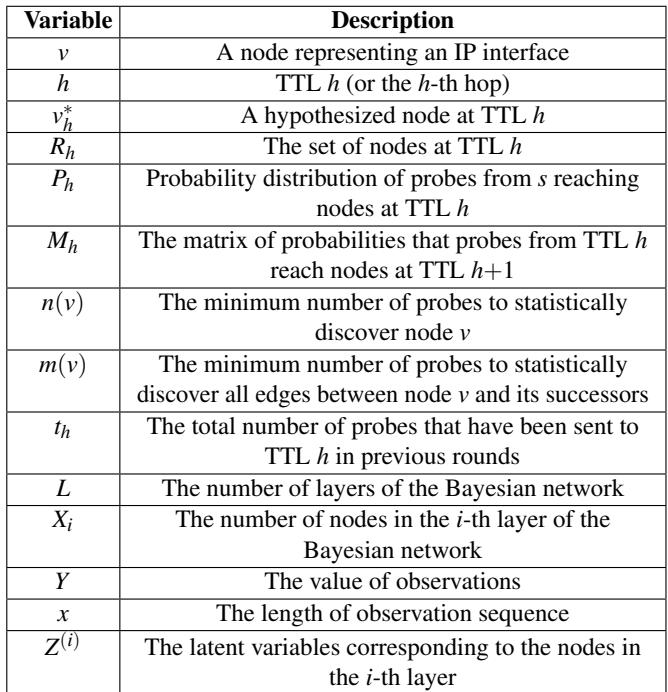 Variable Description
v A node representing an IP interface
h TTL h (or the h-th hop)
v*_h A hypothesized node at TTL h
R_h The set of nodes at TTL h
P_h Probability distribution of probes from s reaching
nodes at TTL h
M_h The matrix of probabilities that probes from TTL h
reach nodes at TTL h+1
n(v) The minimum number of probes to statistically
discover node v
m(v) The minimum number of probes to statistically
discover all edges between node v and its successors
t_h The total number of probes that have been sent to
TTL h in previous rounds
L The number of layers of the Bayesian network
X_i The number of nodes in the i-th layer of the
Bayesian network
Y The value of observations
x The length of observation sequence
Z^(i) The latent variables corresponding to the nodes in
the i-th layer